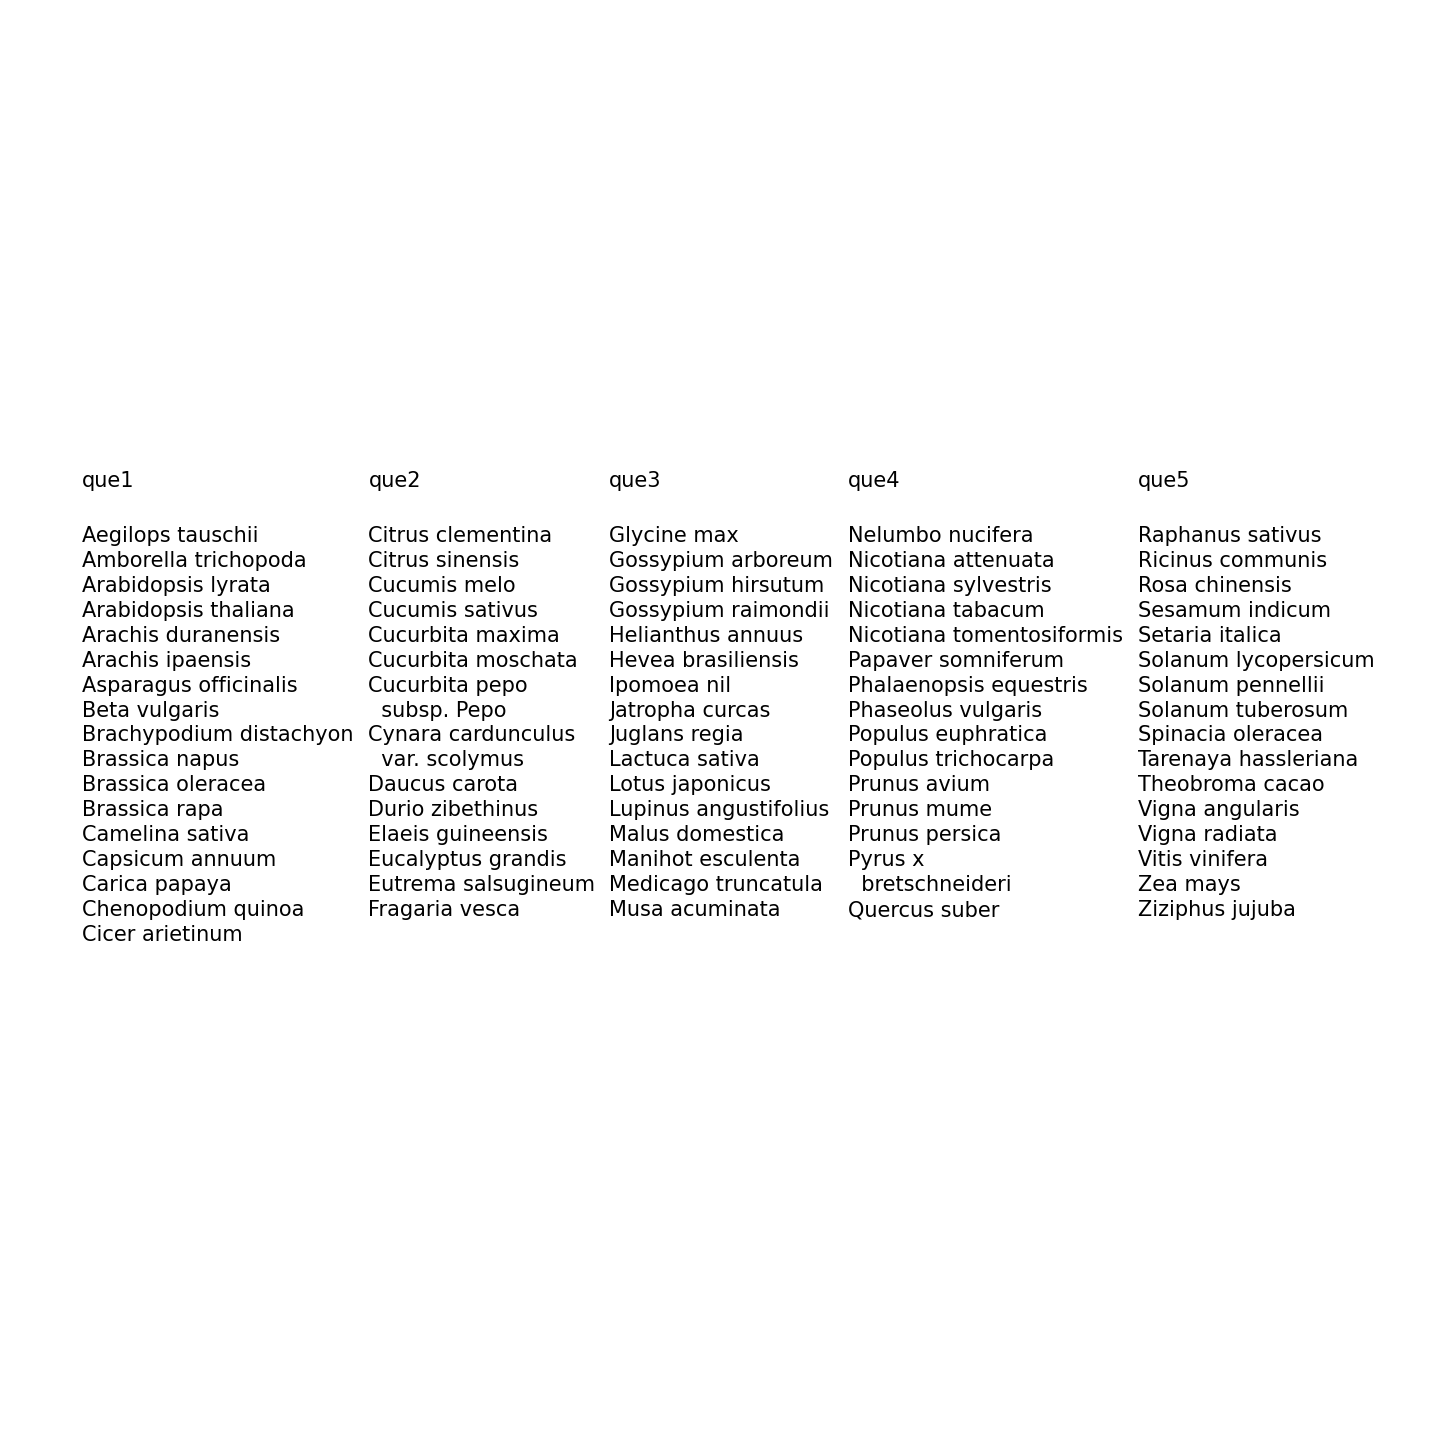 que1
Aegilops tauschii
Amborella trichopoda
Arabidopsis lyrata
Arabidopsis thaliana
Arachis duranensis
Arachis ipaensis
Asparagus officinalis
Beta vulgaris
Brachypodium distachyon
Brassica napus
Brassica oleracea
Brassica rapa
Camelina sativa
Capsicum annuum
Carica papaya
Chenopodium quinoa
Cicer arietinum
que2
Citrus clementina
Citrus sinensis
Cucumis melo
Cucumis sativus
Cucurbita maxima
Cucurbita moschata
Cucurbita pepo
subsp. Pepo
Cynara cardunculus
var. scolymus
Daucus carota
Durio zibethinus
Elaeis guineensis
Eucalyptus grandis
Eutrema salsugineum
Fragaria vesca
que3
Glycine max
Gossypium arboreum
Gossypium hirsutum
Gossypium raimondii
Helianthus annuus
Hevea brasiliensis
Ipomoea nil
Jatropha curcas
Juglans regia
Lactuca sativa
Lotus japonicus
Lupinus angustifolius
Malus domestica
Manihot esculenta
Medicago truncatula
Musa acuminata
que4
Nelumbo nucifera
Nicotiana attenuata
Nicotiana sylvestris
Nicotiana tabacum
Nicotiana tomentosiformis
Papaver somniferum
Phalaenopsis equestris
Phaseolus vulgaris
Populus euphratica
Populus trichocarpa
Prunus avium
Prunus mume
Prunus persica
Pyrus x
bretschneideri
Quercus suber
que5
Raphanus sativus
Ricinus communis
Rosa chinensis
Sesamum indicum
Setaria italica
Solanum lycopersicum
Solanum pennellii
Solanum tuberosum
Spinacia oleracea
Tarenaya hassleriana
Theobroma cacao
Vigna angularis
Vigna radiata
Vitis vinifera
Zea mays
Ziziphus jujuba